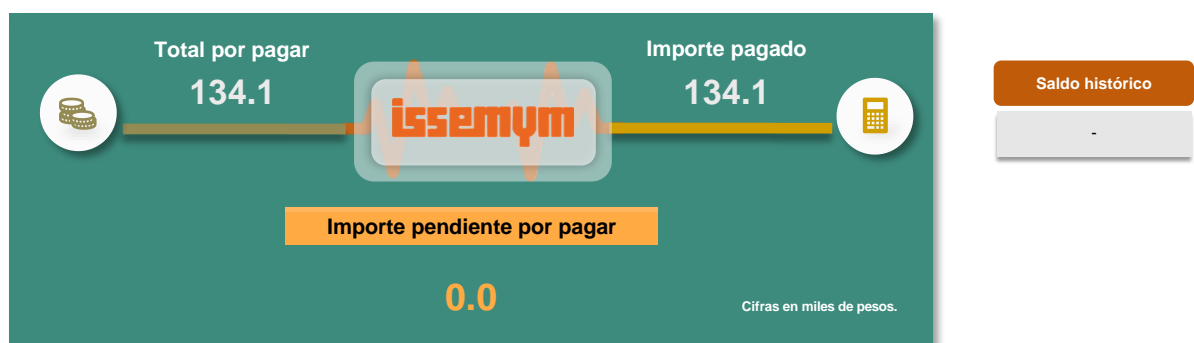 Total por pagar
134.1
Importe pagado
134.1
issemym
Importe pendiente por pagar
0.0
Cifras en miles de pesos.
Saldo histórico
-